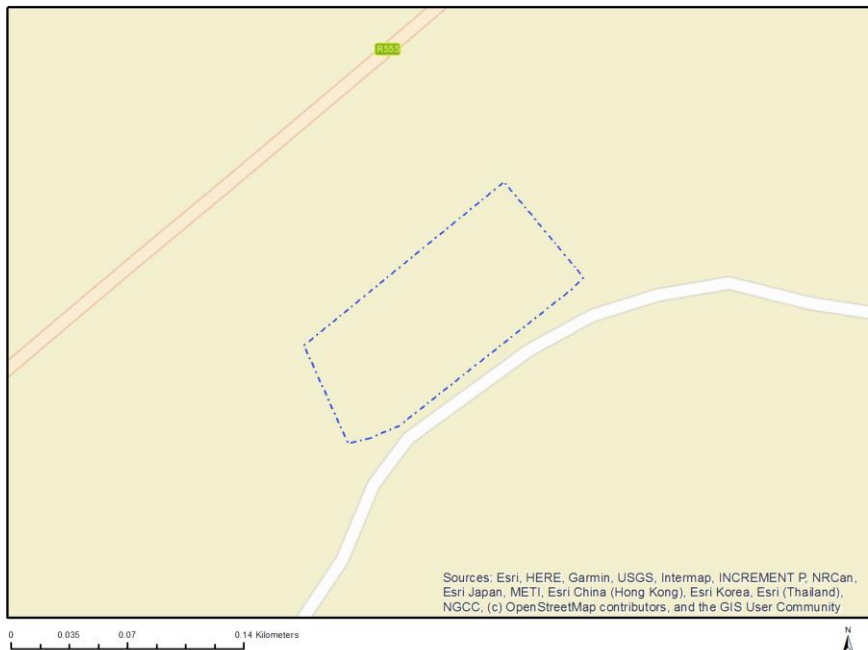 R555
Sources: Esri, HERE, Garmin, USGS, Intermap, INCREMENT P, NRCan,
Esri Japan, METI, Esri China (Hong Kong), Esri Korea, Esri (Thailand),
NGCC, (c) OpenStreetMap contributors, and the GIS User Community
0 0.035 0.07 0.14 Kilometers
N